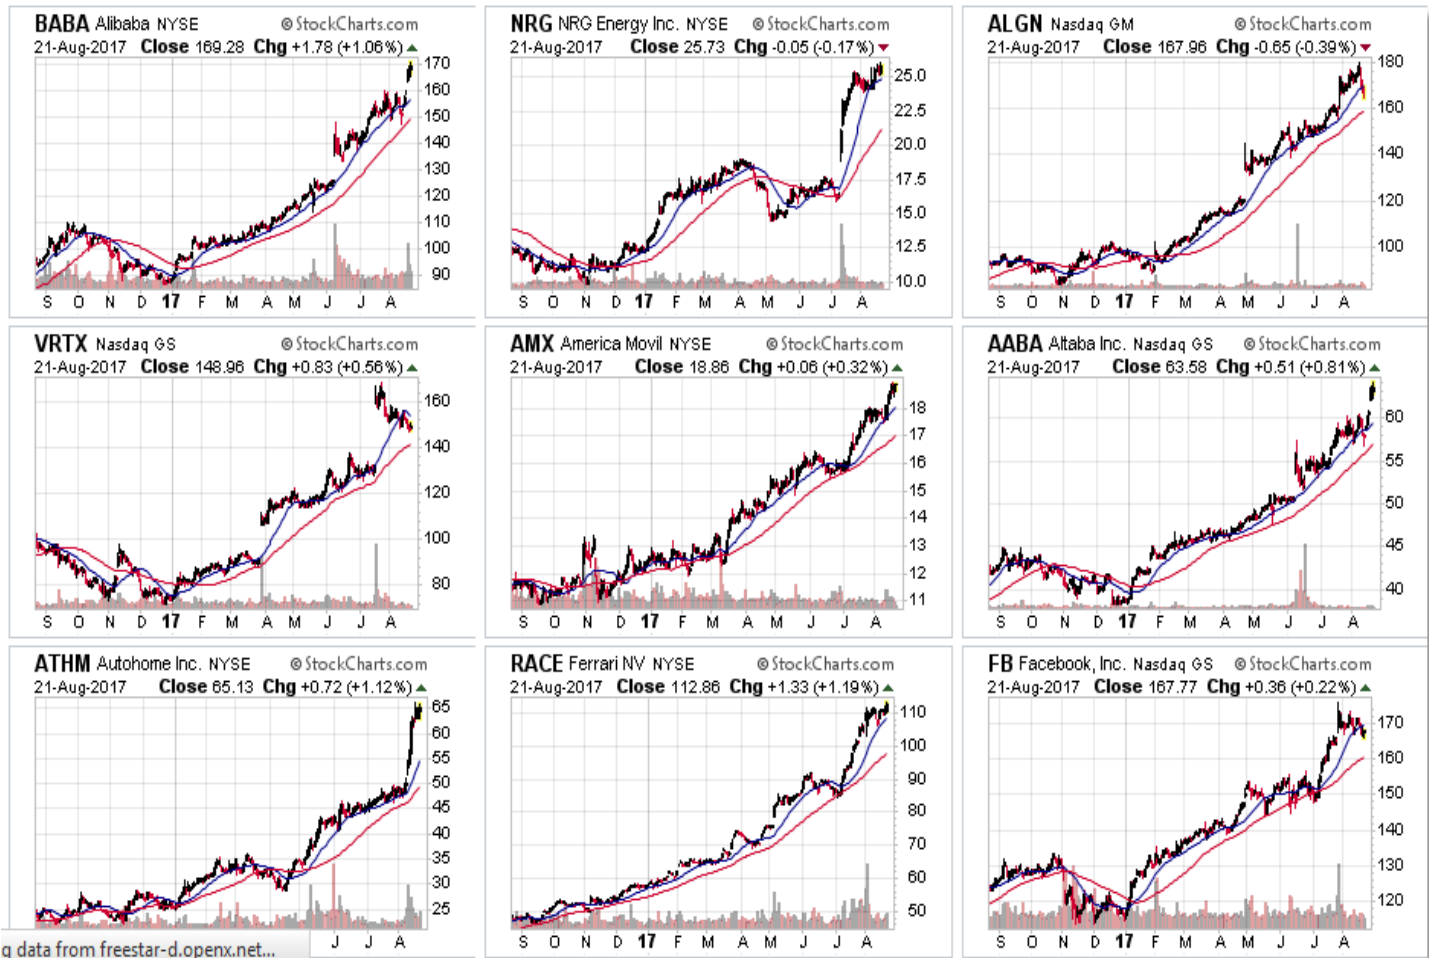 BABA Alibaba NYSE © StockCharts.com
21-Aug-2017 Close 169.28 Chg +1.78 (+1.06%)
170
160
150
140
130
120
110
100
90
S O N D 17 F M A M J J A
NRG NRG Energy Inc. NYSE © StockCharts.com
21-Aug-2017 Close 25.73 Chg -0.05 (-0.17%)
25.0
22.5
20.0
17.5
15.0
12.5
10.0
S O N D 17 F M A M J J A
ALGN Nasdaq GM © StockCharts.com
21-Aug-2017 Close 167.96 Chg -0.65 (-0.39%)
180
160
140
120
100
S O N D 17 F M A M J J A
VRTX Nasdaq GS © StockCharts.com
21-Aug-2017 Close 148.96 Chg +0.83 (+0.56%)
160
140
120
100
80
S O N D 17 F M A M J J A
AMX America Movil NYSE © StockCharts.com
21-Aug-2017 Close 18.86 Chg +0.06 (+0.32%)
18
17
16
15
14
13
12
11
S O N D 17 F M A M J J A
AABA Altaba Inc. Nasdaq GS © StockCharts.com
21-Aug-2017 Close 63.58 Chg +0.51 (+0.81%)
60
55
50
45
40
S O N D 17 F M A M J J A
ATHM Autohome Inc. NYSE © StockCharts.com
21-Aug-2017 Close 65.13 Chg +0.72 (+1.12%)
65
60
55
50
45
40
35
30
25
J J A
g data from freestar-d.openx.net...
RACE Ferrari NV NYSE © StockCharts.com
21-Aug-2017 Close 112.86 Chg +1.33 (+1.19%)
110
100
90
80
70
60
50
S O N D 17 F M A M J J A
FB Facebook, Inc. Nasdaq GS © StockCharts.com
21-Aug-2017 Close 167.77 Chg +0.36 (+0.22%)
170
160
150
140
130
120
S O N D 17 F M A M J J A